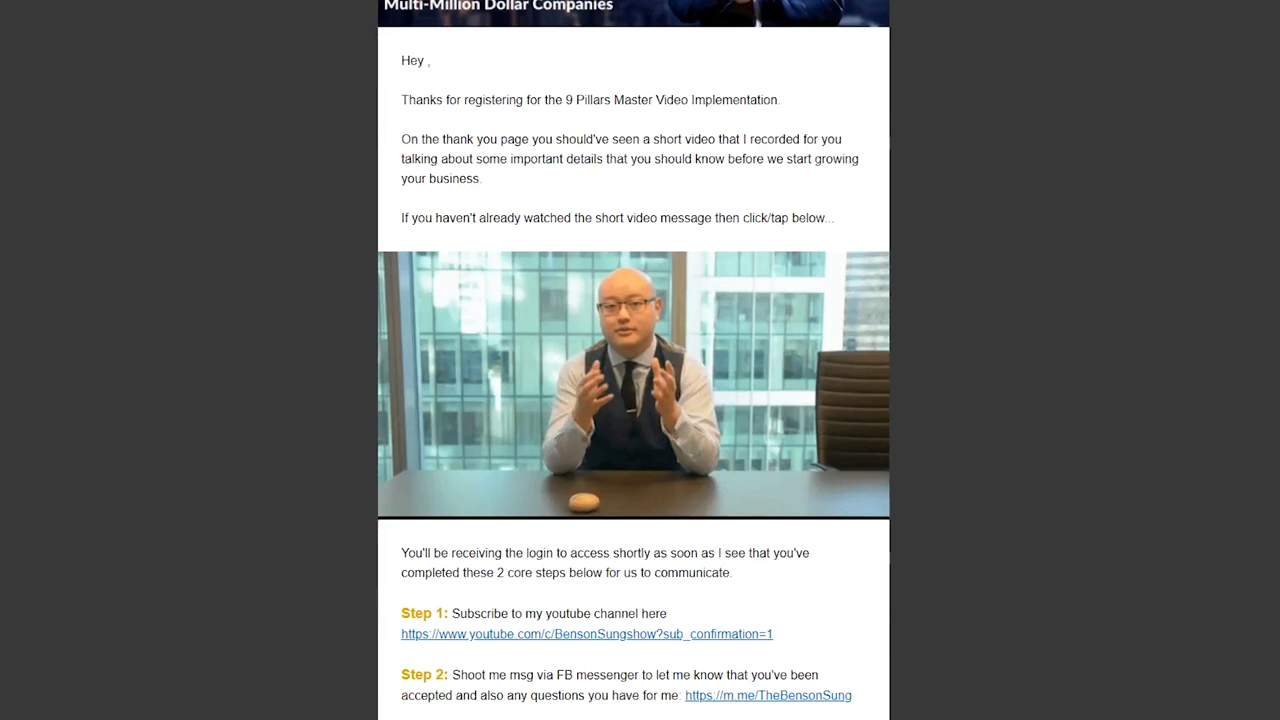 Multi-Million Dollar Companies
Hey ,
Thanks for registering for the 9 Pillars Master Video Implementation.
On the thank you page you should've seen a short video that I recorded for you
talking about some important details that you should know before we start growing
your business.
If you haven't already watched the short video message then click/tap below...
You'll be receiving the login to access shortly as soon as I see that you've
completed these 2 core steps below for us to communicate.
Step 1: Subscribe to my youtube channel here
https://www.youtube.com/c/BensonSungshow?sub_confirmation=1
Step 2: Shoot me msg via FB messenger to let me know that you've been
accepted and also any questions you have for me: https://m.me/TheBensonSung